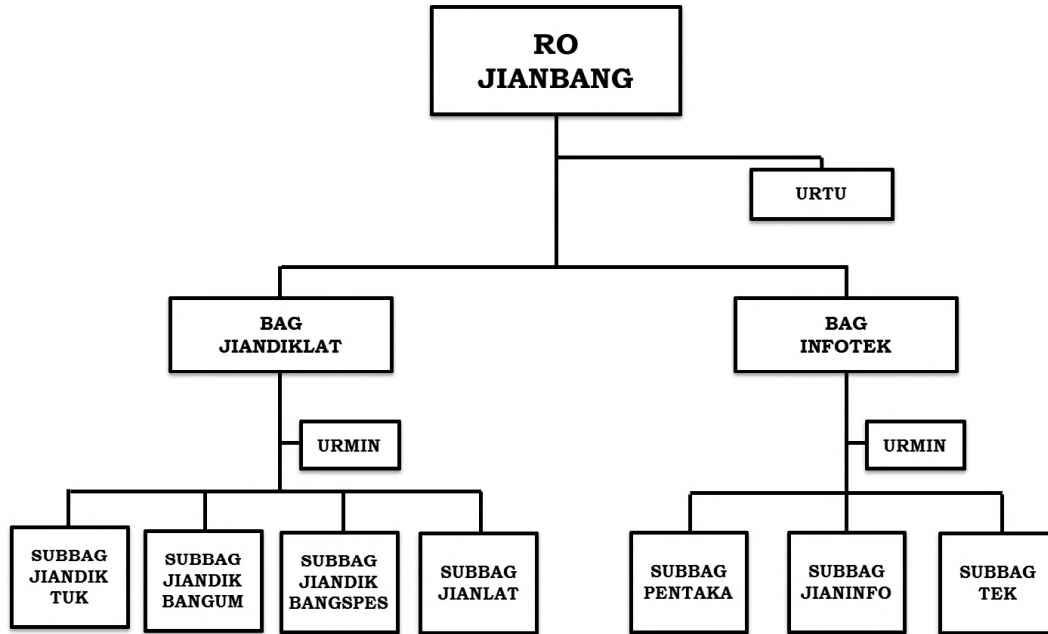 RO
JIANBANG
URTU
BAG
JIANDIKLAT
BAG
INFOTEK
URMIN
URMIN
SUBBAG
JIANDIK
TUK
SUBBAG
JIANDIK
BANGUM
SUBBAG
JIANDIK
BANGSPES
SUBBAG
JIANLAT
SUBBAG
PENTAKA
SUBBAG
JIANINFO
SUBBAG
TEK